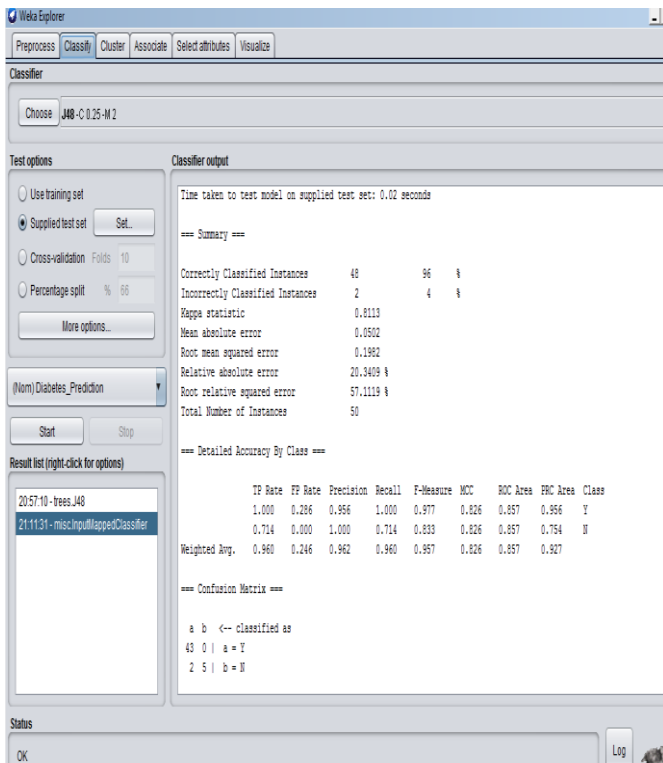 Weka Explorer
Preprocess Classify Cluster Associate Select attributes Visualize
Classifier
Choose J48 -C 0.25 -M 2
Test options
Use training set
Supplied test set Set...
Cross-validation Folds 10
Percentage split % 66
More options...
(Nom) Diabetes_Prediction
Start Stop
Result list (right-click for options)
20:57:10 - trees.J48
21:11:31 - misc.InputMappedClassifier
Classifier output
Time taken to test model on supplied test set: 0.02 seconds
=== Summary ===
Correctly Classified Instances 48 96 %
Incorrectly Classified Instances 2 4 %
Kappa statistic 0.8113
Mean absolute error 0.0502
Root mean squared error 0.1982
Relative absolute error 20.3409 %
Root relative squared error 57.1119 %
Total Number of Instances 50
=== Detailed Accuracy By Class ===
TP Rate FP Rate Precision Recall F-Measure MCC ROC Area PRC Area Class
1.000 0.286 0.956 1.000 0.977 0.826 0.857 0.956 Y
0.714 0.000 1.000 0.714 0.833 0.826 0.857 0.754 N
Weighted Avg. 0.960 0.246 0.962 0.960 0.957 0.826 0.857 0.927
=== Confusion Matrix ===
a b <-- classified as
43 0 | a = Y
2 5 | b = N
Status
OK
Log